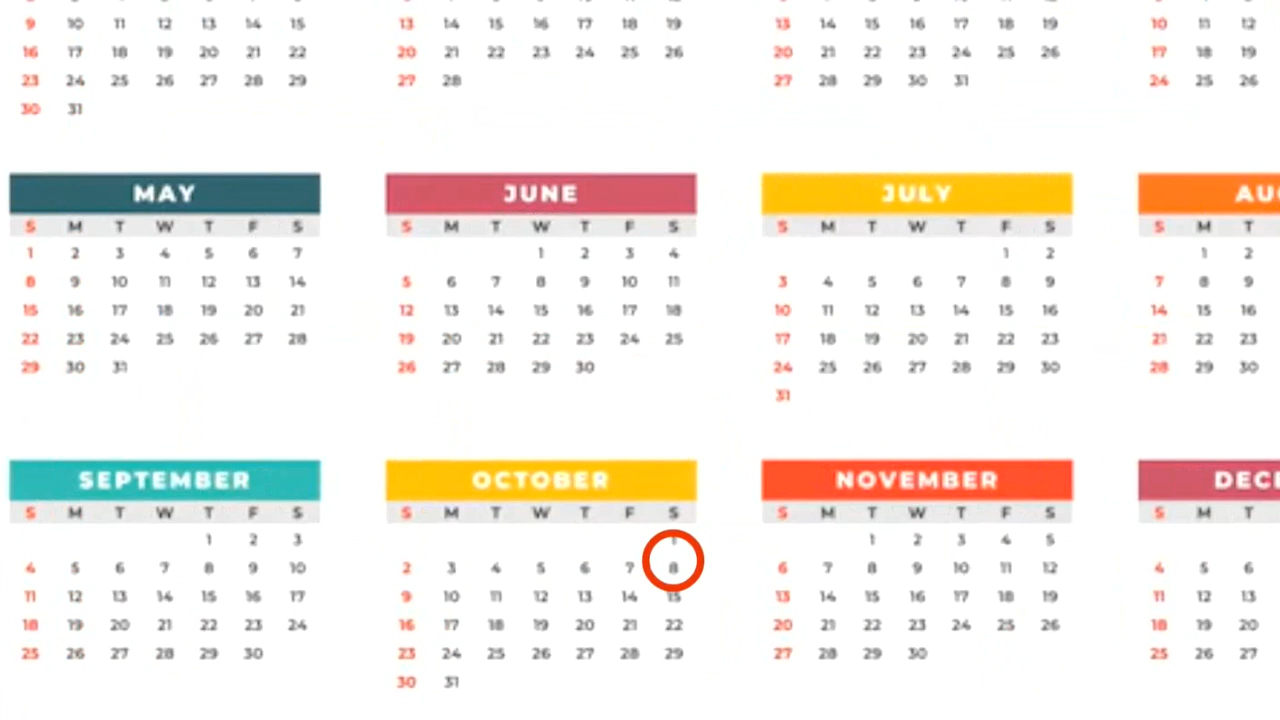 9 10 11 12 13 14 15 13 14 15 16 17 18 19 13 14 15 16 17 18 19 10 11 12
16 17 18 19 20 21 22 20 21 22 23 24 25 26 20 21 22 23 24 25 26 17 18 19
23 24 25 26 27 28 29 27 28 27 28 29 30 31 24 25 26
30 31
MAY JUNE JULY
S M T W T F S S M T W T F S S M T W T F S S M T
1 2 3 4 5 6 7 1 2 3 4 1 2 1 2
8 9 10 11 12 13 14 5 6 7 8 9 10 11 3 4 5 6 7 8 9 7 8 9
15 16 17 18 19 20 21 12 13 14 15 16 17 18 10 11 12 13 14 15 16 14 15 16
22 23 24 25 26 27 28 19 20 21 22 23 24 25 17 18 19 20 21 22 23 21 22 23
29 30 31 26 27 28 29 30 24 25 26 27 28 29 30 28 29 30
31
SEPTEMBER OCTOBER NOVEMBER
S M T W T F S S M T W T F S S M T W T F S S M T
1 2 3 1 1 2 3 4 5
4 5 6 7 8 9 10 2 3 4 5 6 7 8 6 7 8 9 10 11 12 4 5 6
11 12 13 14 15 16 17 9 10 11 12 13 14 15 13 14 15 16 17 18 19 11 12 13
18 19 20 21 22 23 24 16 17 18 19 20 21 22 20 21 22 23 24 25 26 18 19 20
25 26 27 28 29 30 23 24 25 26 27 28 29 27 28 29 30 25 26 27
30 31